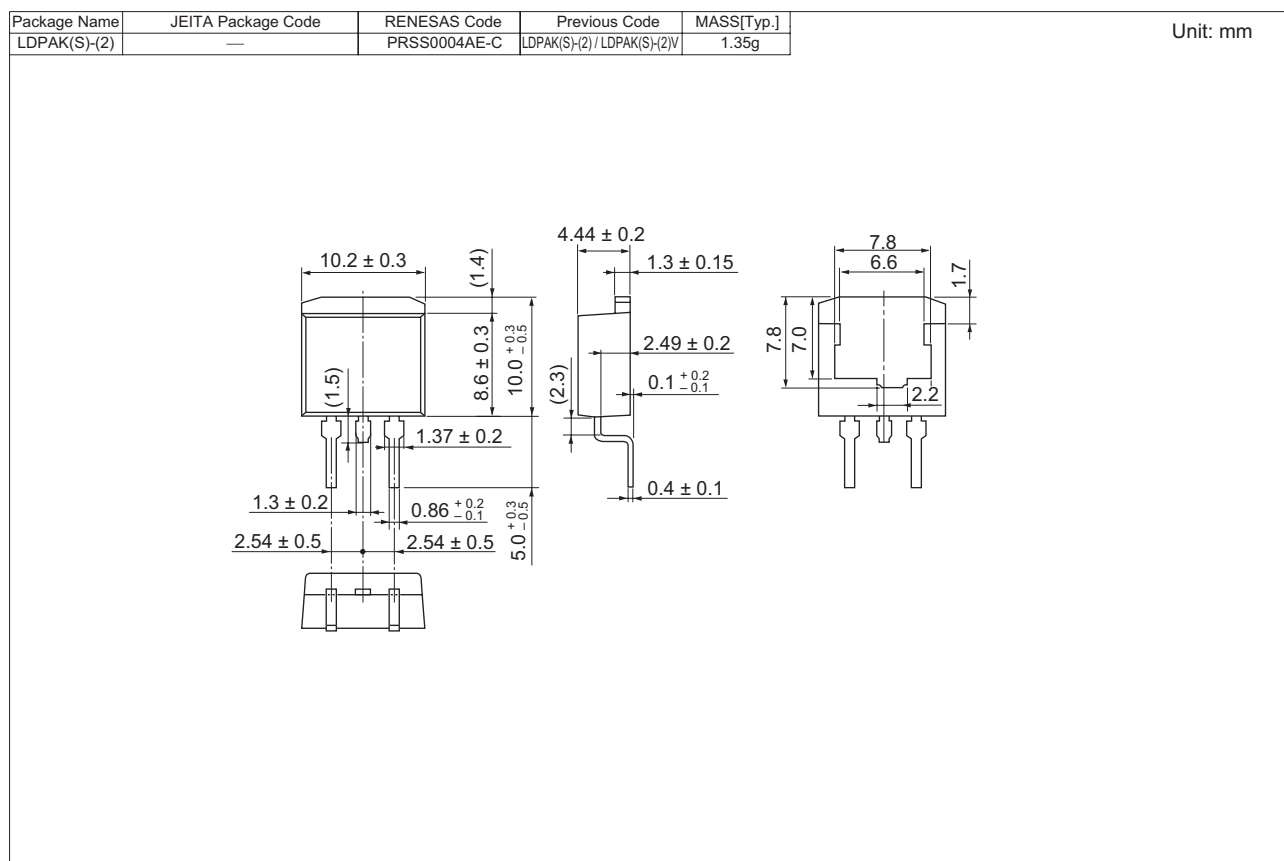 Package Name JEITA Package Code RENESAS Code Previous Code MASS[Typ.]
LDPAK(S)-(2) — PRSS0004AE-C LDPAK(S)-(2) / LDPAK(S)-(2)V 1.35g
Unit: mm
10.2 ± 0.3
(1.4)
8.6 ± 0.3
10.0 + 0.3 – 0.5
(1.5)
1.37 ± 0.2
1.3 ± 0.2
0.86 + 0.2 – 0.1
2.54 ± 0.5
2.54 ± 0.5
5.0 + 0.3 – 0.5
4.44 ± 0.2
1.3 ± 0.15
2.49 ± 0.2
(2.3)
0.1 + 0.2 – 0.1
0.4 ± 0.1
7.8
6.6
1.7
7.8
7.0
2.2